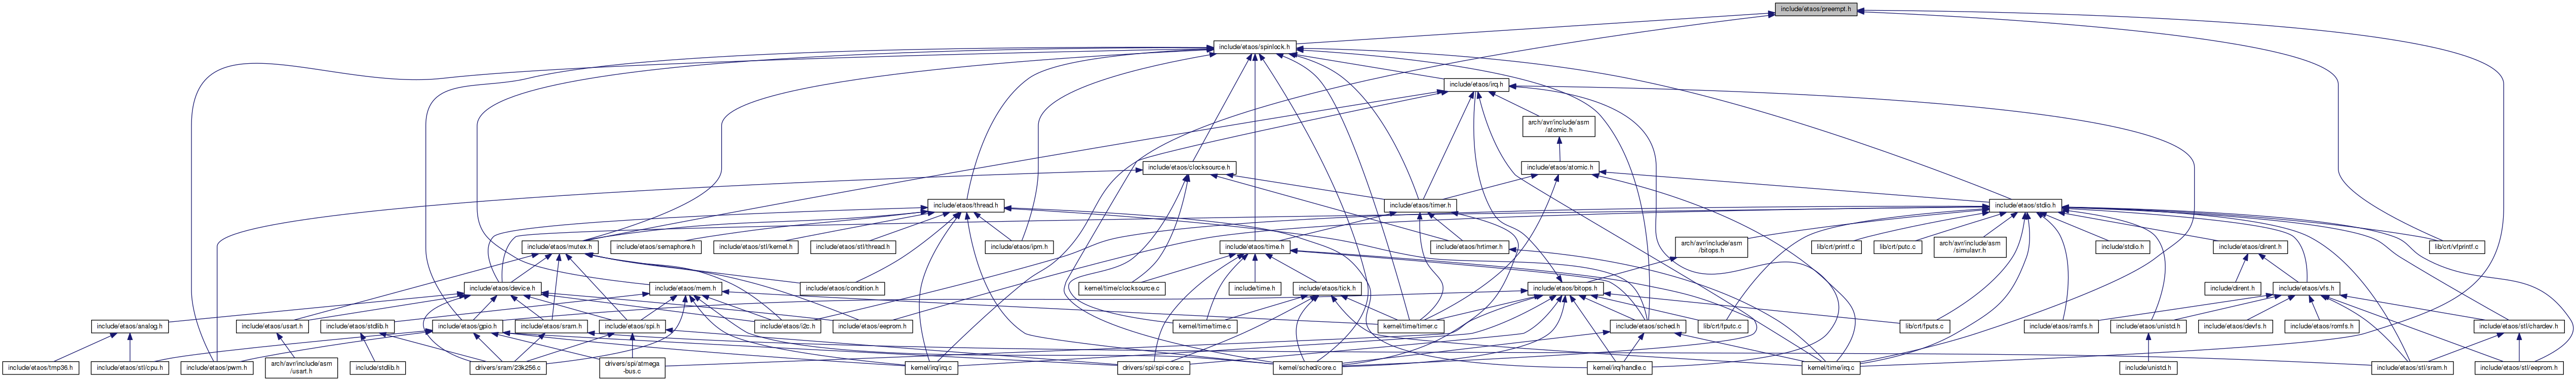 include/etaos/preempt.h
include/etaos/spinlock.h
include/etaos/irq.h
arch/avr/include/asm
/atomic.h
include/etaos/clocksource.h
include/etaos/atomic.h
include/etaos/thread.h
include/etaos/timer.h
include/etaos/stdio.h
include/etaos/mutex.h
include/etaos/semaphore.h
include/etaos/stl/kernel.h
include/etaos/stl/thread.h
include/etaos/ipm.h
include/etaos/time.h
include/etaos/hrtimer.h
arch/avr/include/asm
/bitops.h
lib/crt/printf.c
lib/crt/putc.c
arch/avr/include/asm
/simulavr.h
include/stdio.h
include/etaos/dirent.h
lib/crt/vfprintf.c
include/etaos/device.h
include/etaos/mem.h
include/etaos/condition.h
kernel/time/clocksource.c
include/time.h
include/etaos/tick.h
include/etaos/bitops.h
include/dirent.h
include/etaos/vfs.h
include/etaos/analog.h
include/etaos/usart.h
include/etaos/stdlib.h
include/etaos/gpio.h
include/etaos/sram.h
include/etaos/spi.h
include/etaos/i2c.h
include/etaos/eeprom.h
kernel/time/time.c
kernel/time/timer.c
include/etaos/sched.h
lib/crt/fputc.c
lib/crt/fputs.c
include/etaos/ramfs.h
include/etaos/unistd.h
include/etaos/devfs.h
include/etaos/romfs.h
include/etaos/stl/chardev.h
include/etaos/tmp36.h
include/etaos/stl/cpu.h
include/etaos/pwm.h
arch/avr/include/asm
/usart.h
include/stdlib.h
drivers/sram/23k256.c
drivers/spi/atmega
-bus.c
kernel/irq/irq.c
drivers/spi/spi-core.c
kernel/sched/core.c
kernel/irq/handle.c
kernel/time/irq.c
include/unistd.h
include/etaos/stl/sram.h
include/etaos/stl/eeprom.h